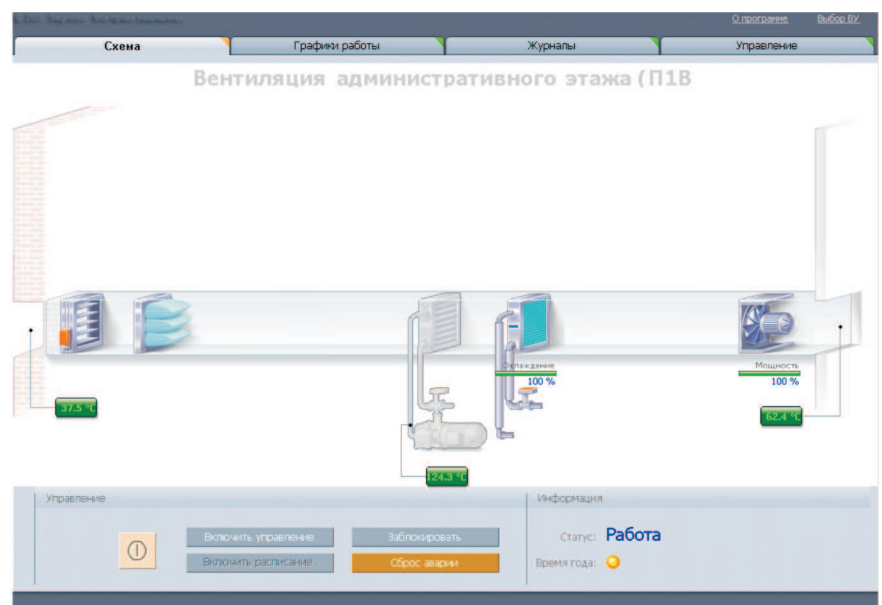 О программе Выбор ВУ
Схема Графики работы Журналы Управление
Вентиляция административного этажа (П1В
Охлаждение
100 %
Мощность
100 %
37.5 °C
62.4 °C
124.3 °C
Управление
Включить управление Заблокировать
Включить расписание Сброс аварии
Информация
Статус: Работа
Время года: